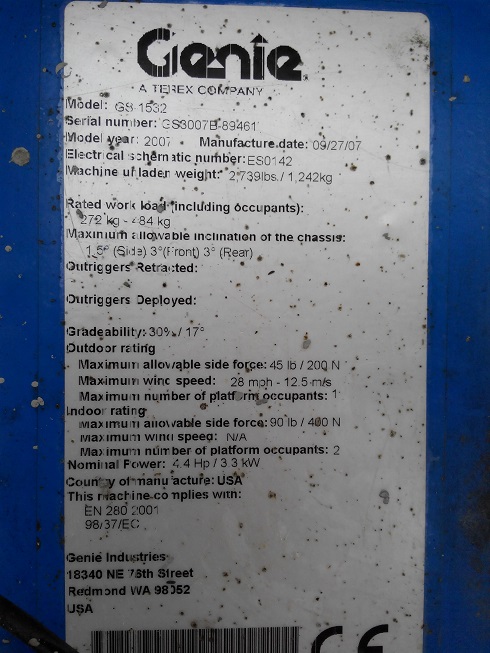 Genie
A TEREX COMPANY
Model: GS-1532
Serial number: GS3007B-89461
Model year: 2007 Manufacture date: 09/27/07
Electrical schematic number: ES0142
Machine unladen weight: 2,739lbs / 1,242kg
Rated work load (including occupants):
272 kg - 484 kg
Maximum allowable inclination of the chassis:
1.5° (Side) 3° (Front) 3° (Rear)
Outriggers Retracted:
Outriggers Deployed:
Gradeability: 30% / 17°
Outdoor rating
Maximum allowable side force: 45 lb / 200 N
Maximum wind speed: 28 mph - 12.5 m/s
Maximum number of platform occupants: 1
Indoor rating
Maximum allowable side force: 90 lb / 400 N
Maximum wind speed: N/A
Maximum number of platform occupants: 2
Nominal Power: 4.4 Hp / 3.3 kW
Country of manufacture: USA
This machine complies with:
EN 280 2001
98/37/EC
Genie Industries
18340 NE 76th Street
Redmond WA 98052
USA
CE